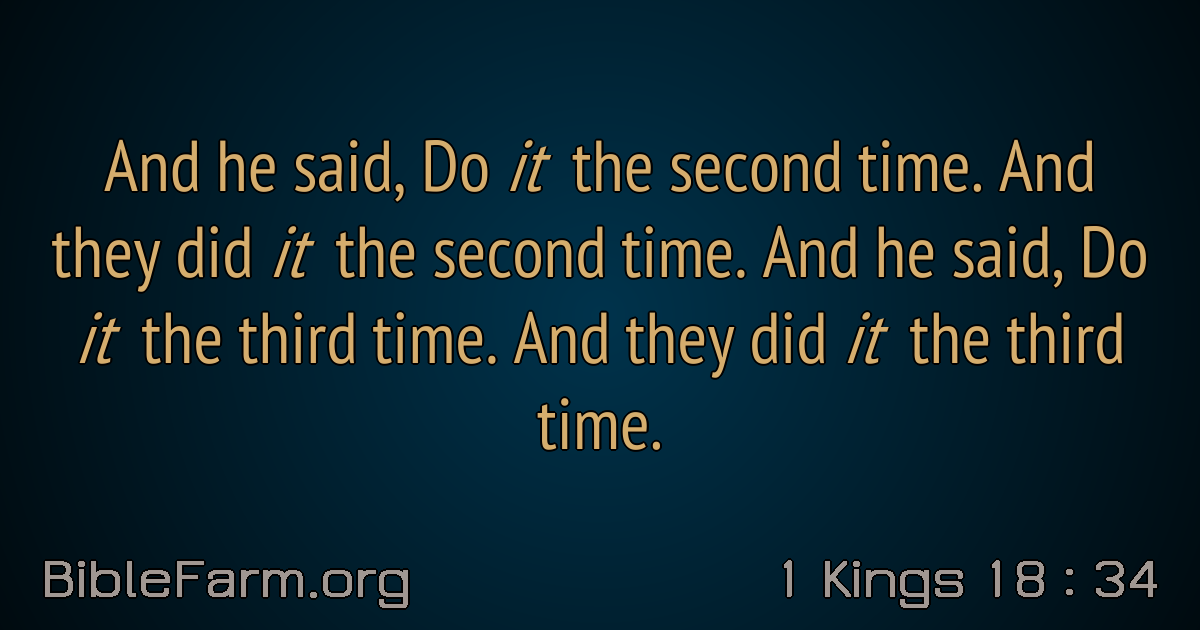 And he said, Do it the second time. And
they did it the second time. And he said, Do
it the third time. And they did it the third
time.
BibleFarm.org
1 Kings 18 : 34